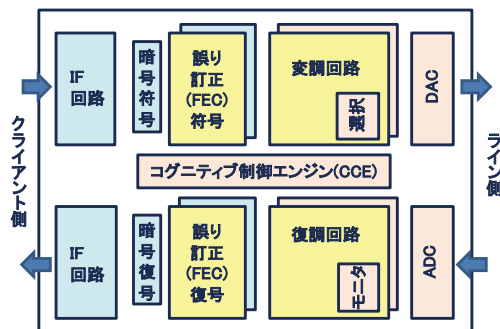 クライアント側
IF
回路
暗号符号
誤り
訂正
(FEC)
符号
変調回路
選択
DAC
ライン側
コグニティブ制御エンジン(CCE)
IF
回路
暗号復号
誤り
訂正
(FEC)
復号
復調回路
モニタ
ADC